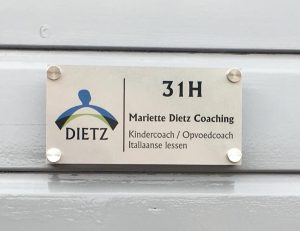 31H
DIETZ
Mariette Dietz Coaching
Kindercoach / Opvoedcoach
Italiaanse lessen